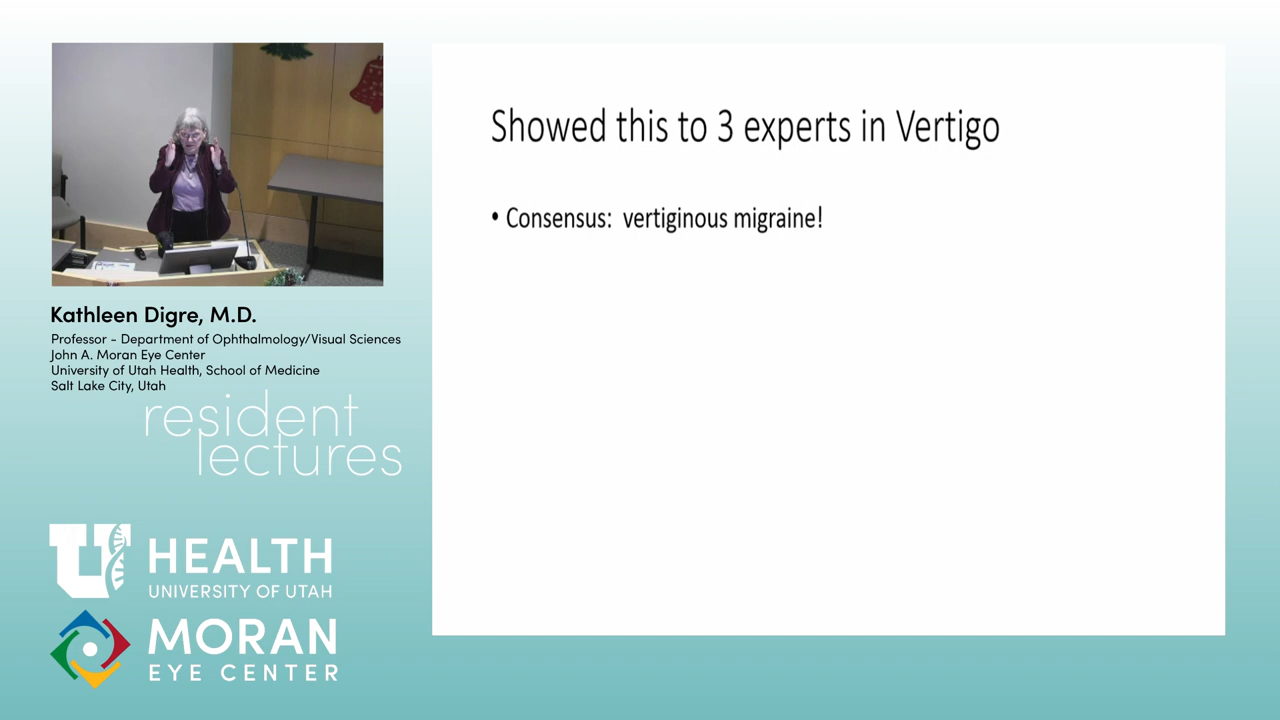 Showed this to 3 experts in Vertigo
• Consensus: vertiginous migraine!
Kathleen Digre, M.D.
Professor - Department of Ophthalmology/Visual Sciences
John A. Moran Eye Center
University of Utah Health, School of Medicine
Salt Lake City, Utah
resident
lectures
U HEALTH
UNIVERSITY OF UTAH
MORAN
EYE CENTER